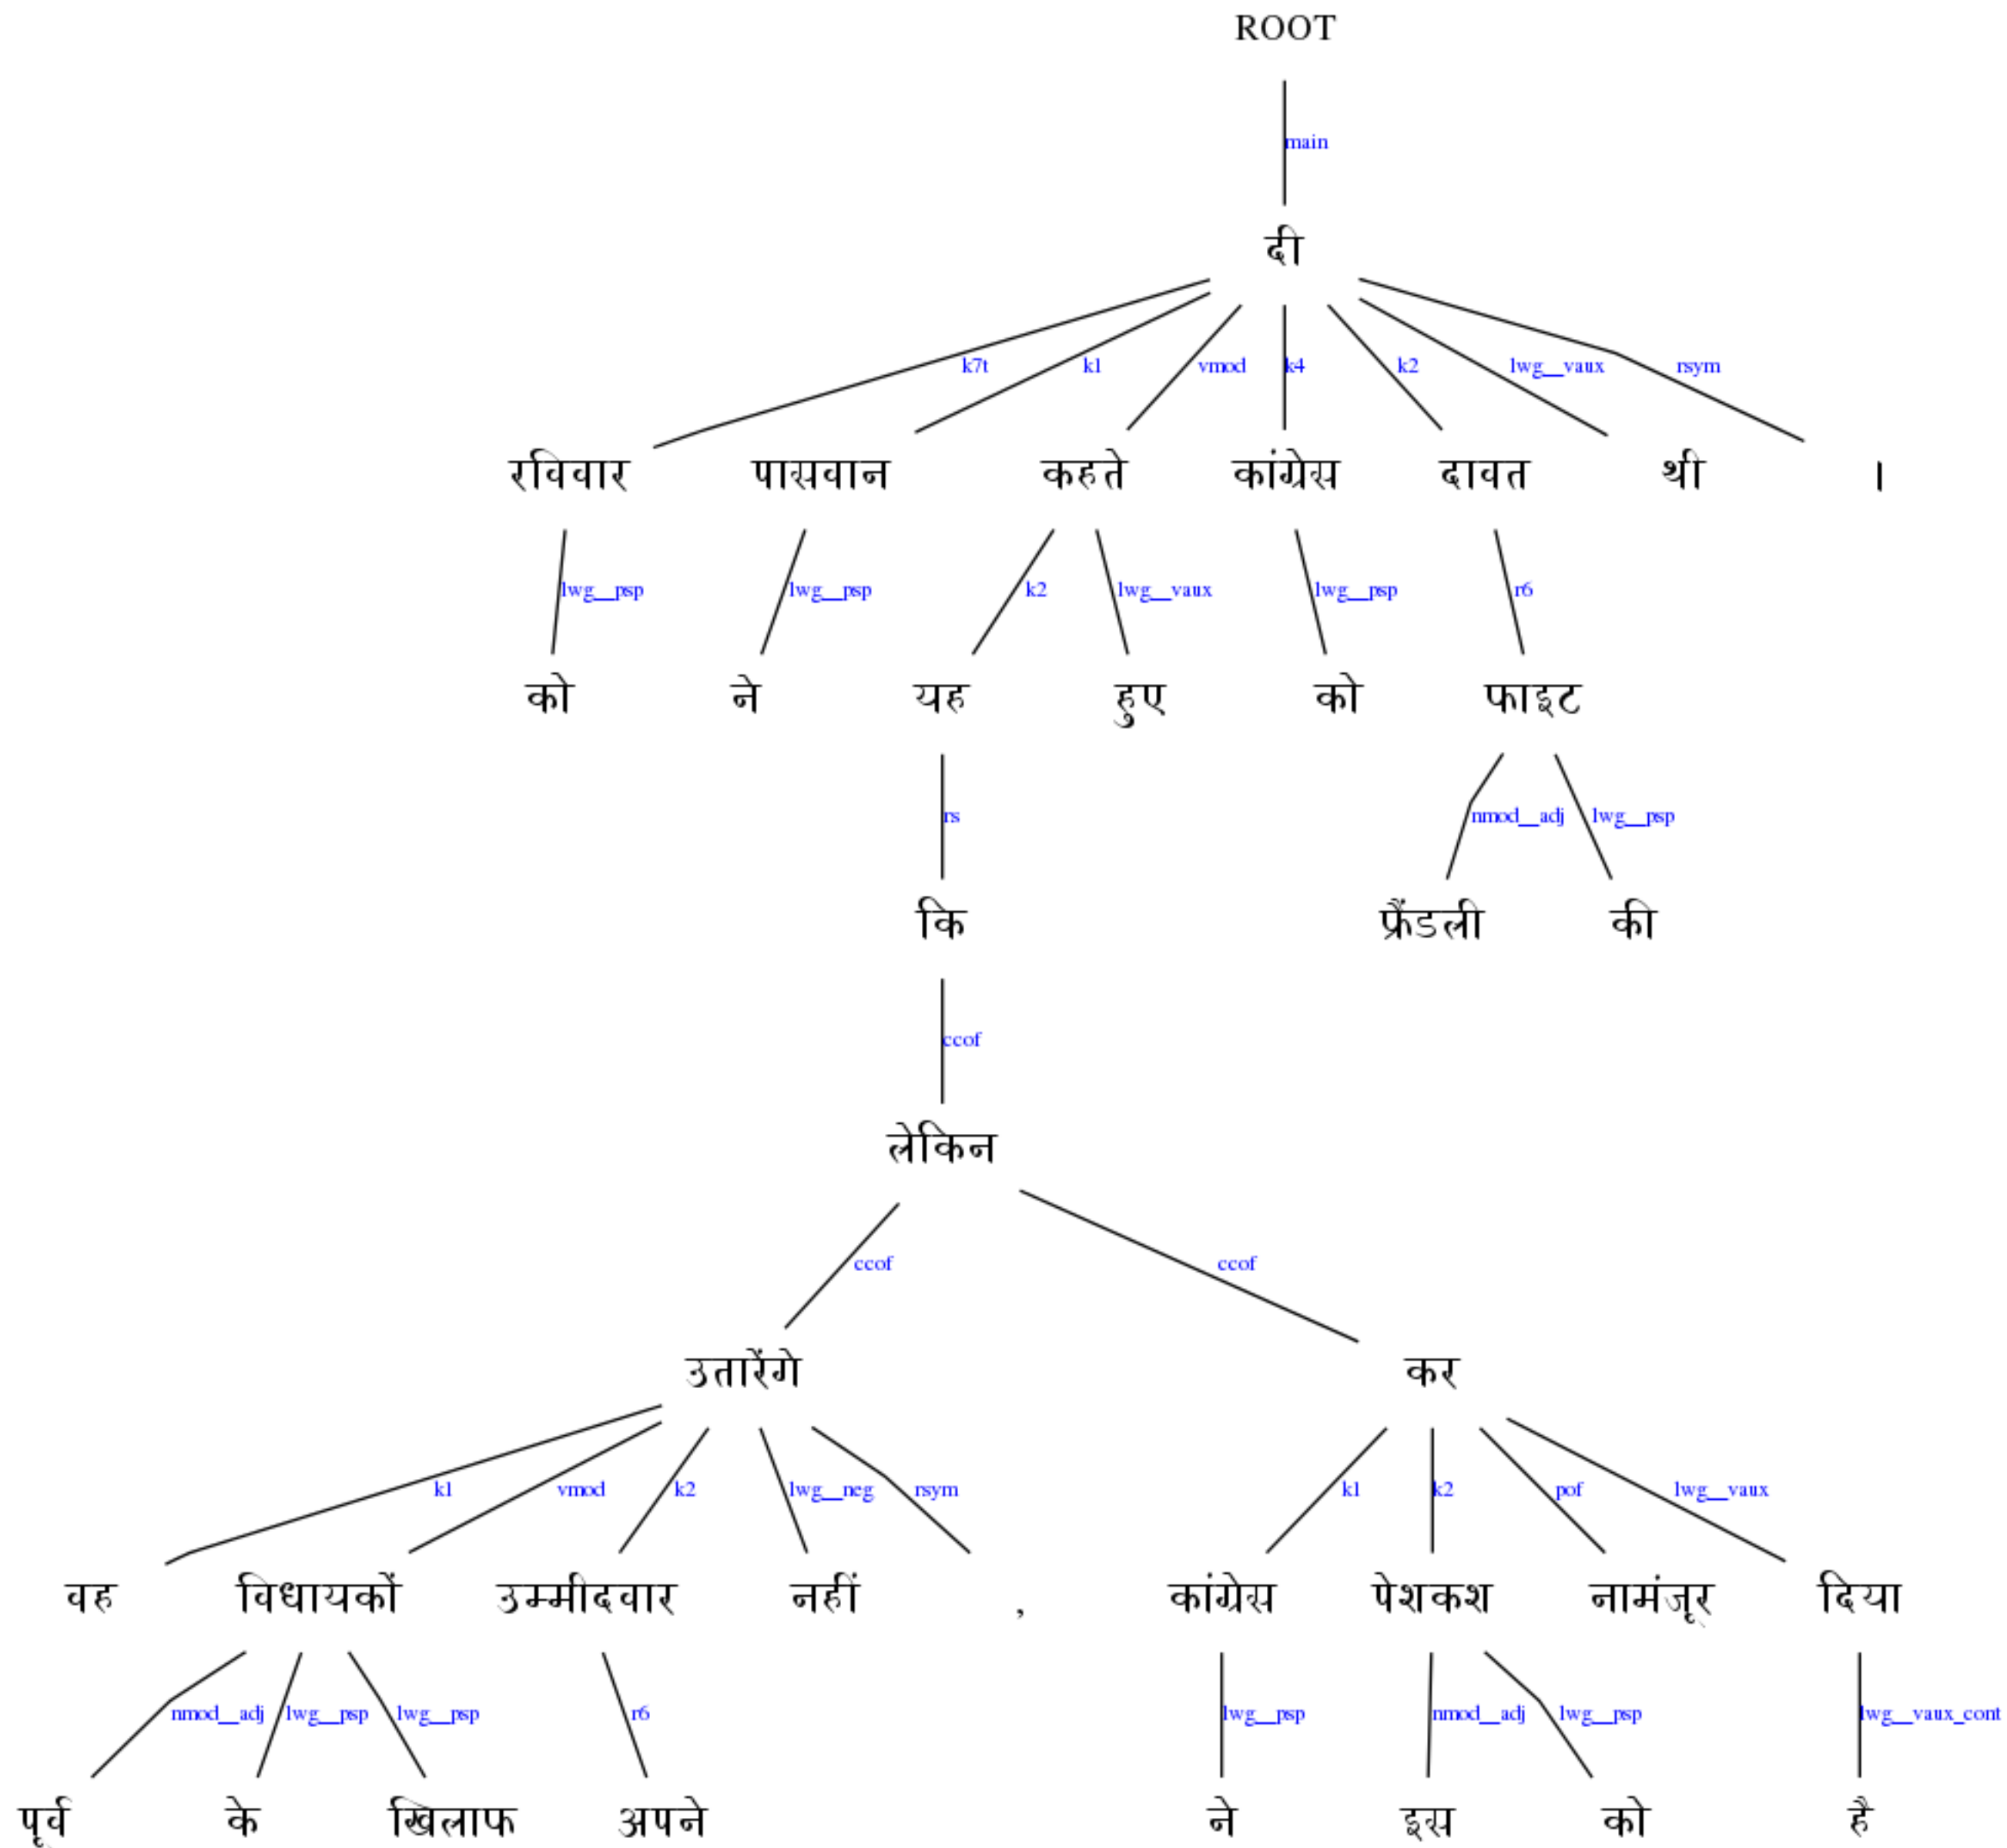 ROOT
main
दी
k7t k1 vmod k4 k2 lwg__vaux rsym
रविवार पासवान कहते कांग्रेस दावत थी ।
lwg__psp lwg__psp k2 lwg__vaux lwg__psp r6
को ने यह हुए को फाइट
rs nmod__adj lwg__psp
कि फ्रैंडली की
ccof
लेकिन
ccof ccof
उतारेंगे कर
k1 vmod k2 lwg__neg rsym k1 k2 pof lwg__vaux
वह विधायकों उम्मीदवार नहीं , कांग्रेस पेशकश नामंजूर दिया
nmod__adj lwg__psp lwg__psp r6 lwg__psp nmod__adj lwg__psp lwg__vaux_cont
पूर्व के खिलाफ अपने ने इस को है